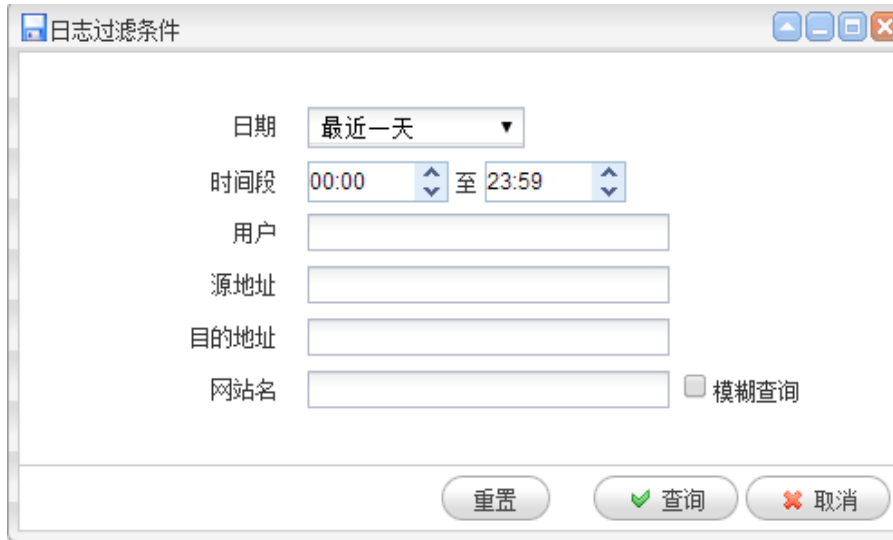 日志过滤条件
日期 最近一天
时间段 00:00 至 23:59
用户
源地址
目的地址
网站名 模糊查询
重置 查询 取消